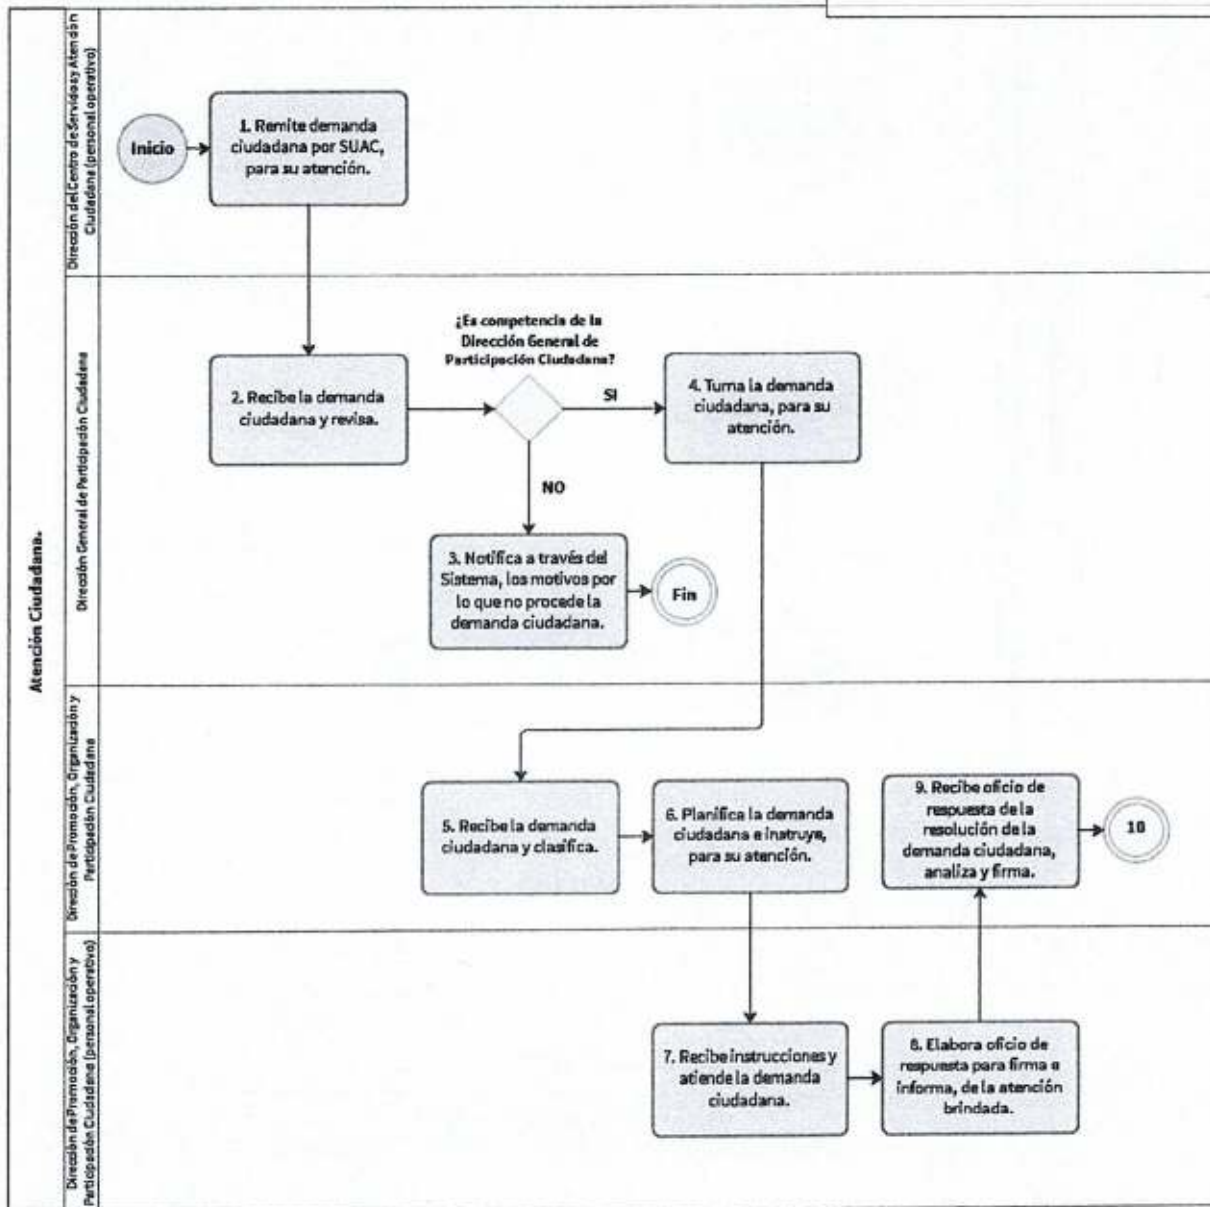 Atención Ciudadana.
Dirección del Centro de Servicios y Atención
Ciudadana (personal operativo)
Inicio
1. Remite demanda
ciudadana por SUAC,
para su atención.
Dirección General de Participación Ciudadana
2. Recibe la demanda
ciudadana y revisa.
¿Es competencia de la
Dirección General de
Participación Ciudadana?
SI
NO
4. Turna la demanda
ciudadana, para su
atención.
3. Notifica a través del
Sistema, los motivos por
lo que no procede la
demanda ciudadana.
Fin
Dirección de Promoción, Organización y
Participación Ciudadana
5. Recibe la demanda
ciudadana y clasifica.
6. Planifica la demanda
ciudadana e instruye,
para su atención.
9. Recibe oficio de
respuesta de la
resolución de la
demanda ciudadana,
analiza y firma.
10
Dirección de Promoción, Organización y
Participación Ciudadana (personal operativo)
7. Recibe instrucciones y
atiende la demanda
ciudadana.
8. Elabora oficio de
respuesta para firma e
informa, de la atención
brindada.